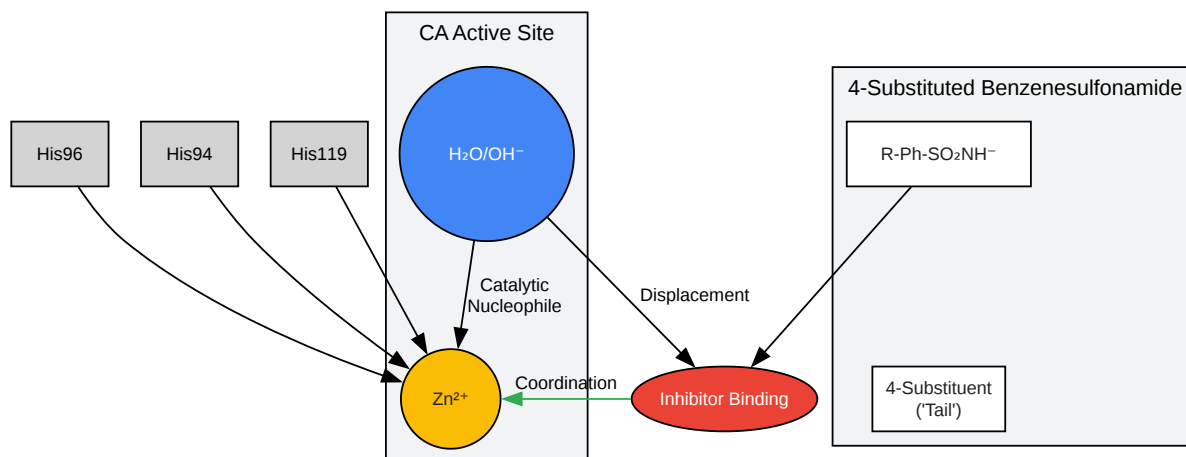 CA Active Site
4-Substituted Benzenesulfonamide
His96
His94
His119
H₂O/OH⁻
R-Ph-SO₂NH⁻
Catalytic
Nucleophile
Displacement
Coordination
Zn²⁺
Inhibitor Binding
4-Substituent
('Tail')